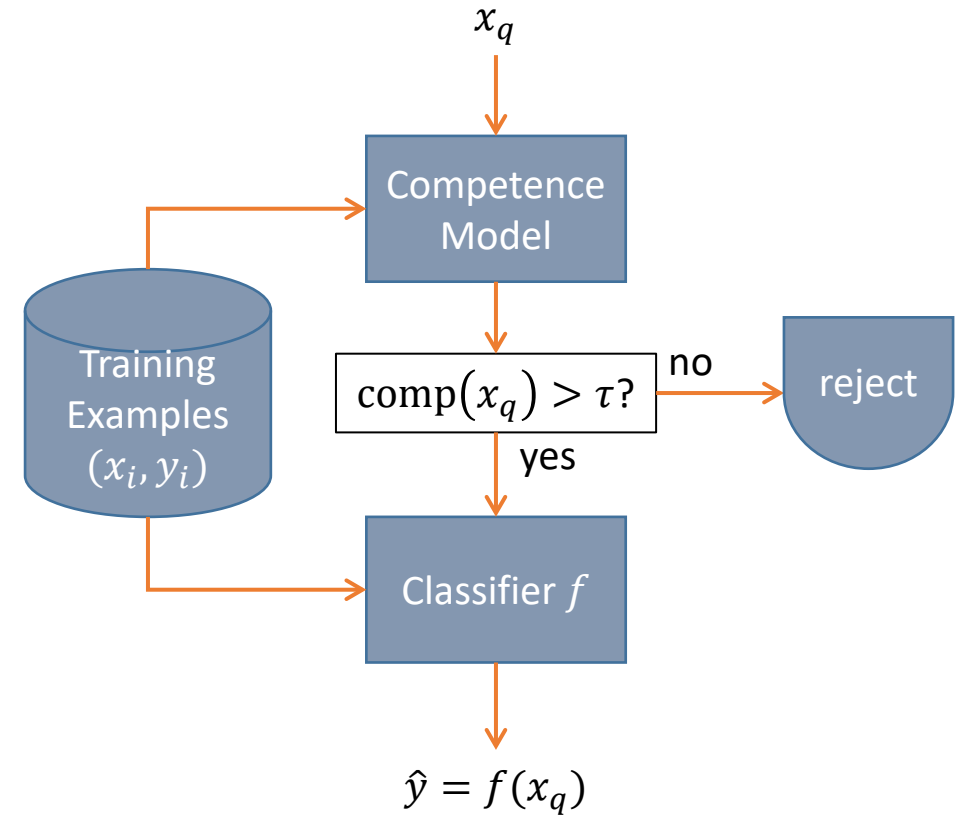 x_q
Competence
Model
Training
Examples
(x_i, y_i)
comp(x_q) > τ?
no
reject
yes
Classifier f
ŷ = f(x_q)